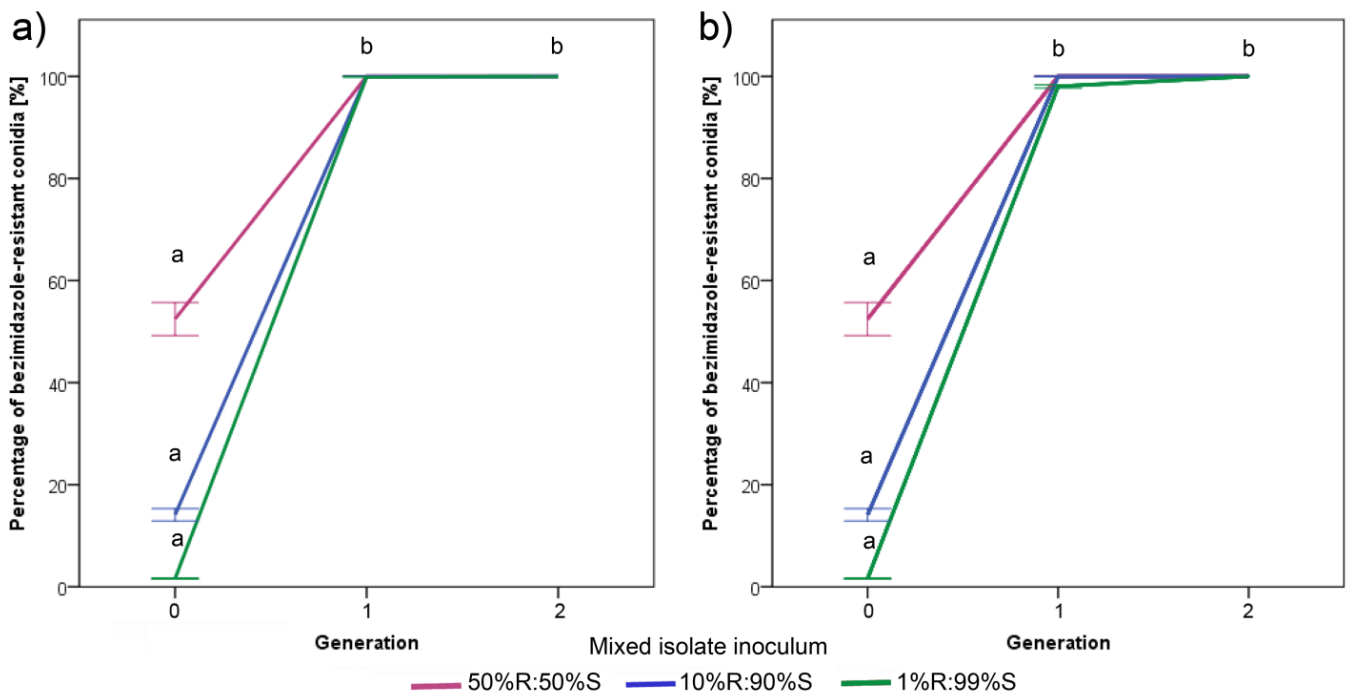 a)
b b
Percentage of bezimidazole-resistant conidia [%]
100
80
60
40
20
0
a
a
a
0 1 2
Generation
b)
b b
Percentage of bezimidazole-resistant conidia [%]
100
80
60
40
20
0
a
a
a
0 1 2
Generation
Mixed isolate inoculum
50%R:50%S 10%R:90%S 1%R:99%S